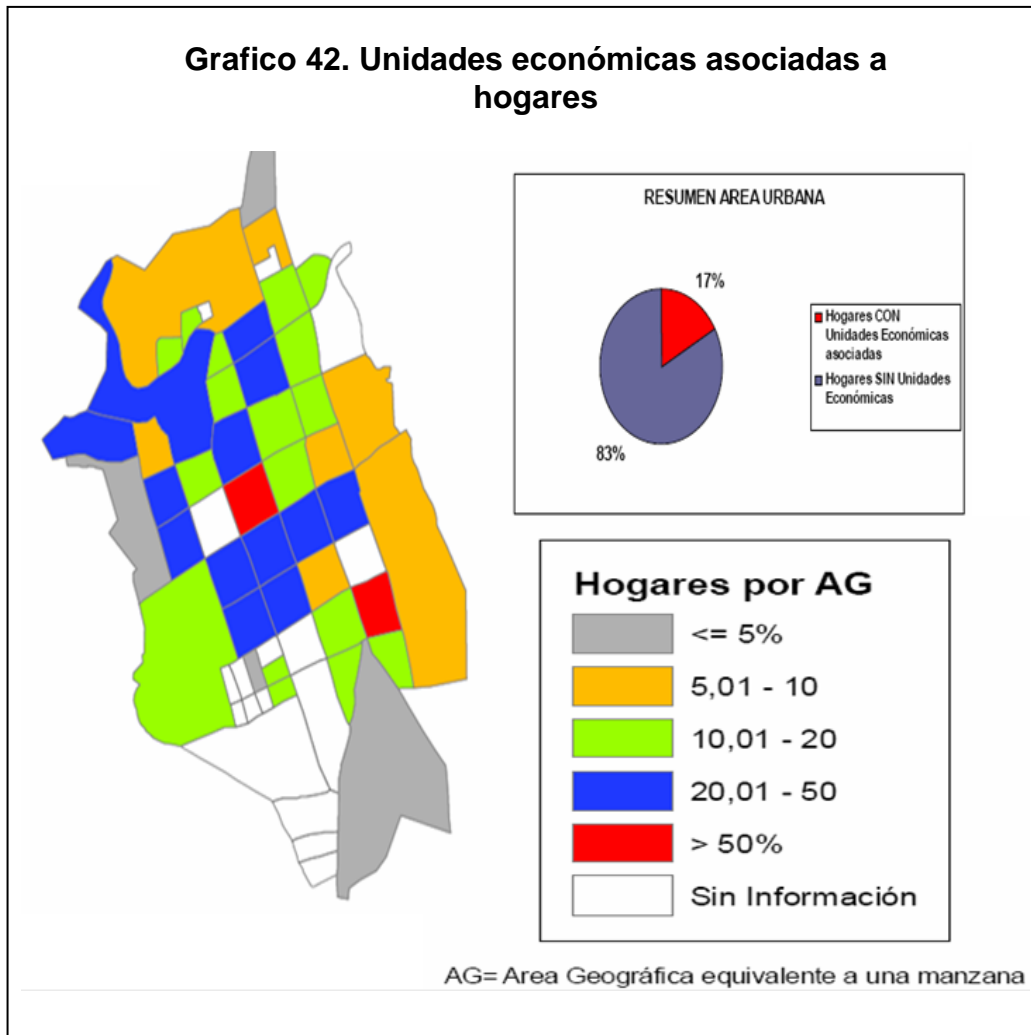 Grafico 42. Unidades económicas asociadas a
hogares
RESUMEN AREA URBANA
17%
83%
Hogares CON
Unidades Económicas
asociadas
Hogares SIN Unidades
Económicas
Hogares por AG
<= 5%
5,01 - 10
10,01 - 20
20,01 - 50
> 50%
Sin Información
AG= Area Geográfica equivalente a una manzana